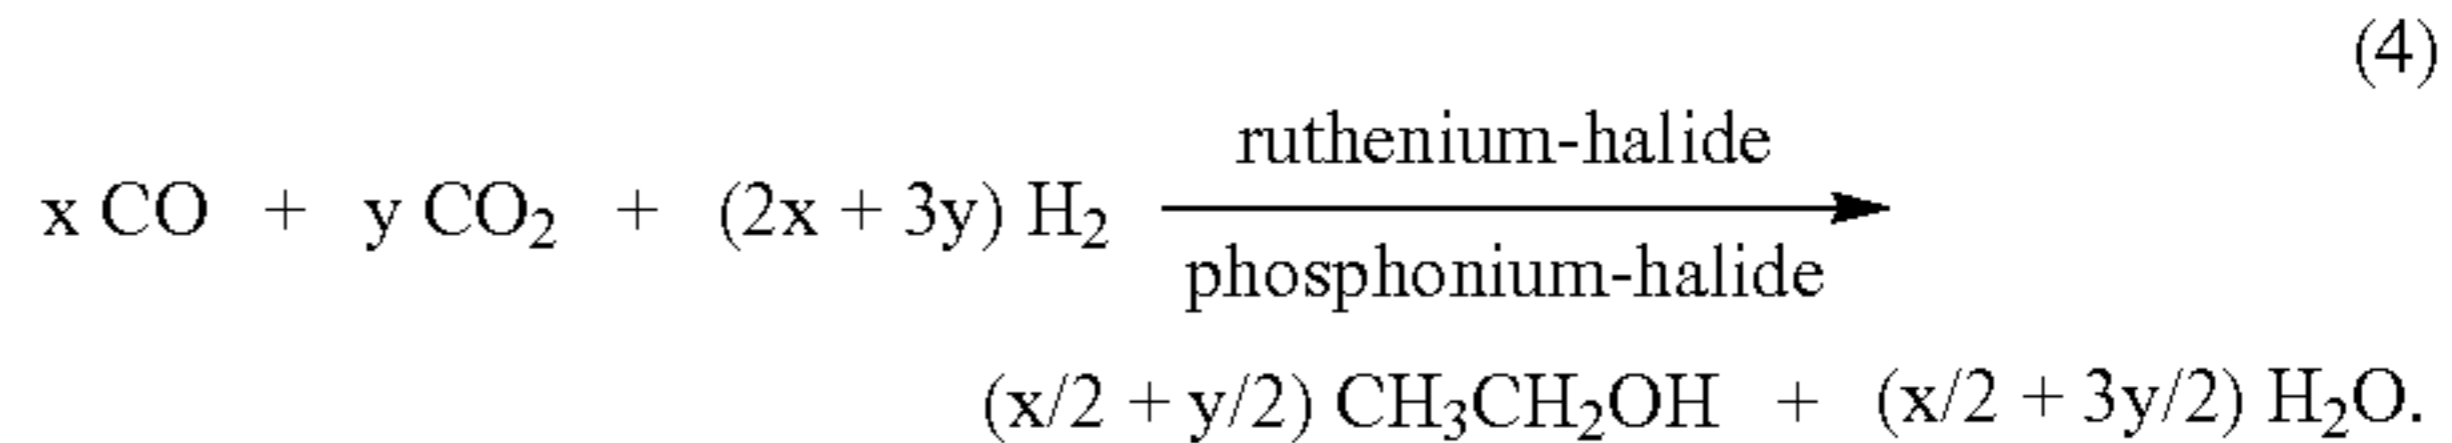 (4)
ruthenium-halide
x CO + y CO₂ + (2x + 3y) H₂
phosphonium-halide
(x/2 + y/2) CH₃CH₂OH + (x/2 + 3y/2) H₂O.